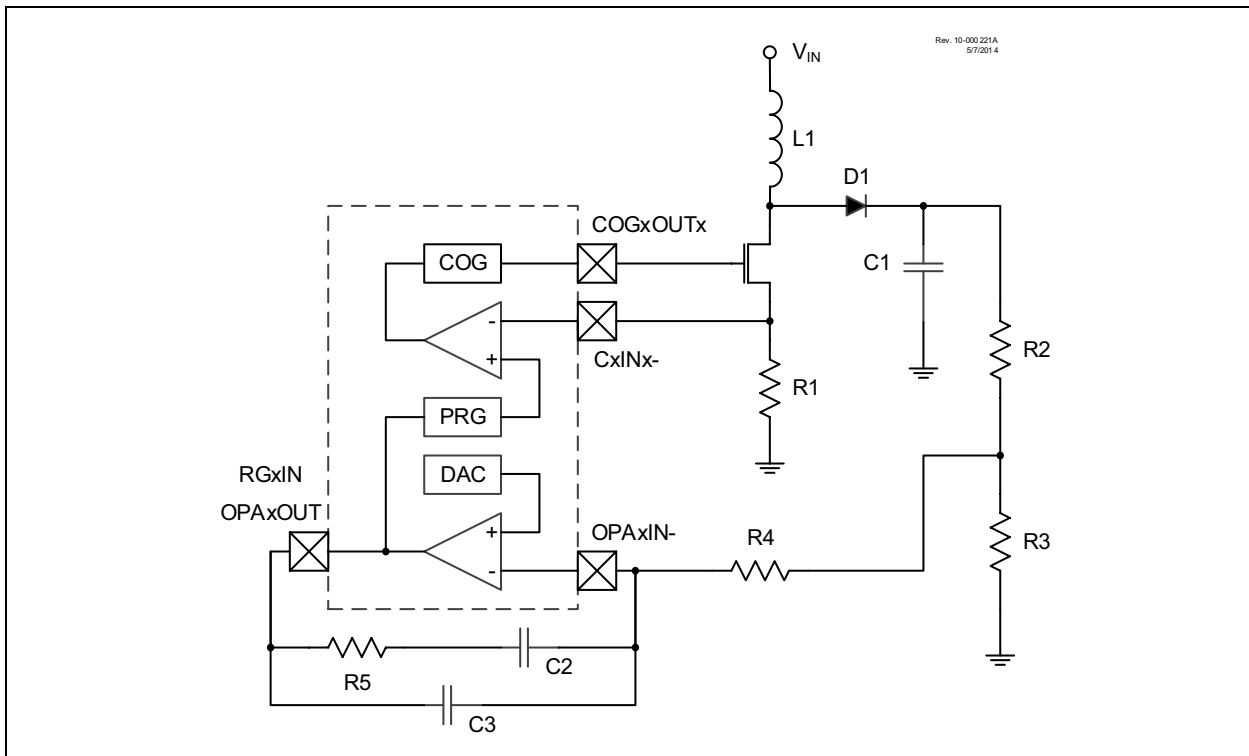 Rev. 10-000 221A
5/7/2014
VIN
L1
D1
COGxOUTx
COG
C1
-
+
CxINx-
R2
R1
PRG
RGxIN
DAC
OPAxOUT
+
-
OPAxIN-
R4
R3
R5
C2
C3